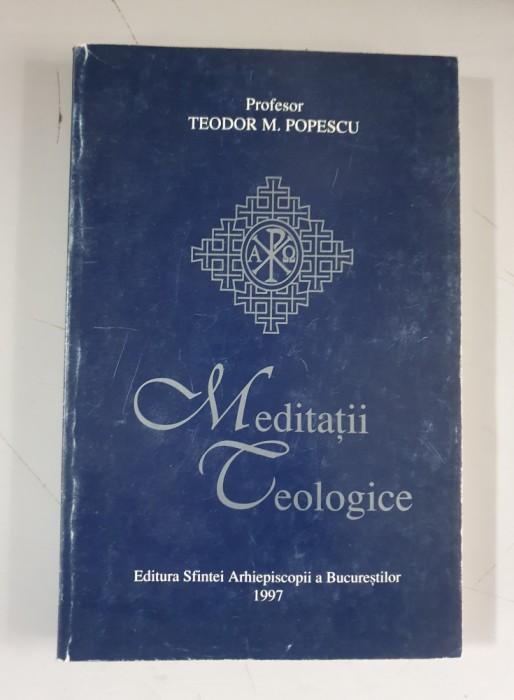 Profesor
TEODOR M. POPESCU
Α Ω
Meditații
Teologice
Editura Sfintei Arhiepiscopii a Bucureștilor
1997